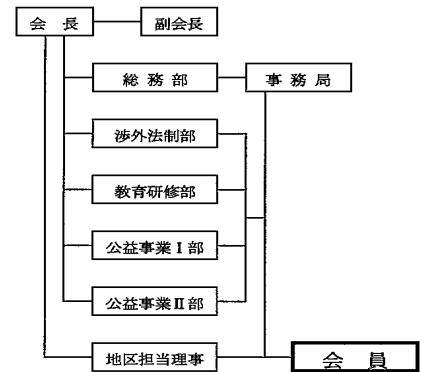 会 長
副会長
総 務 部
事 務 局
渉外法制部
教育研修部
公益事業Ⅰ部
公益事業Ⅱ部
地区担当理事
会 員